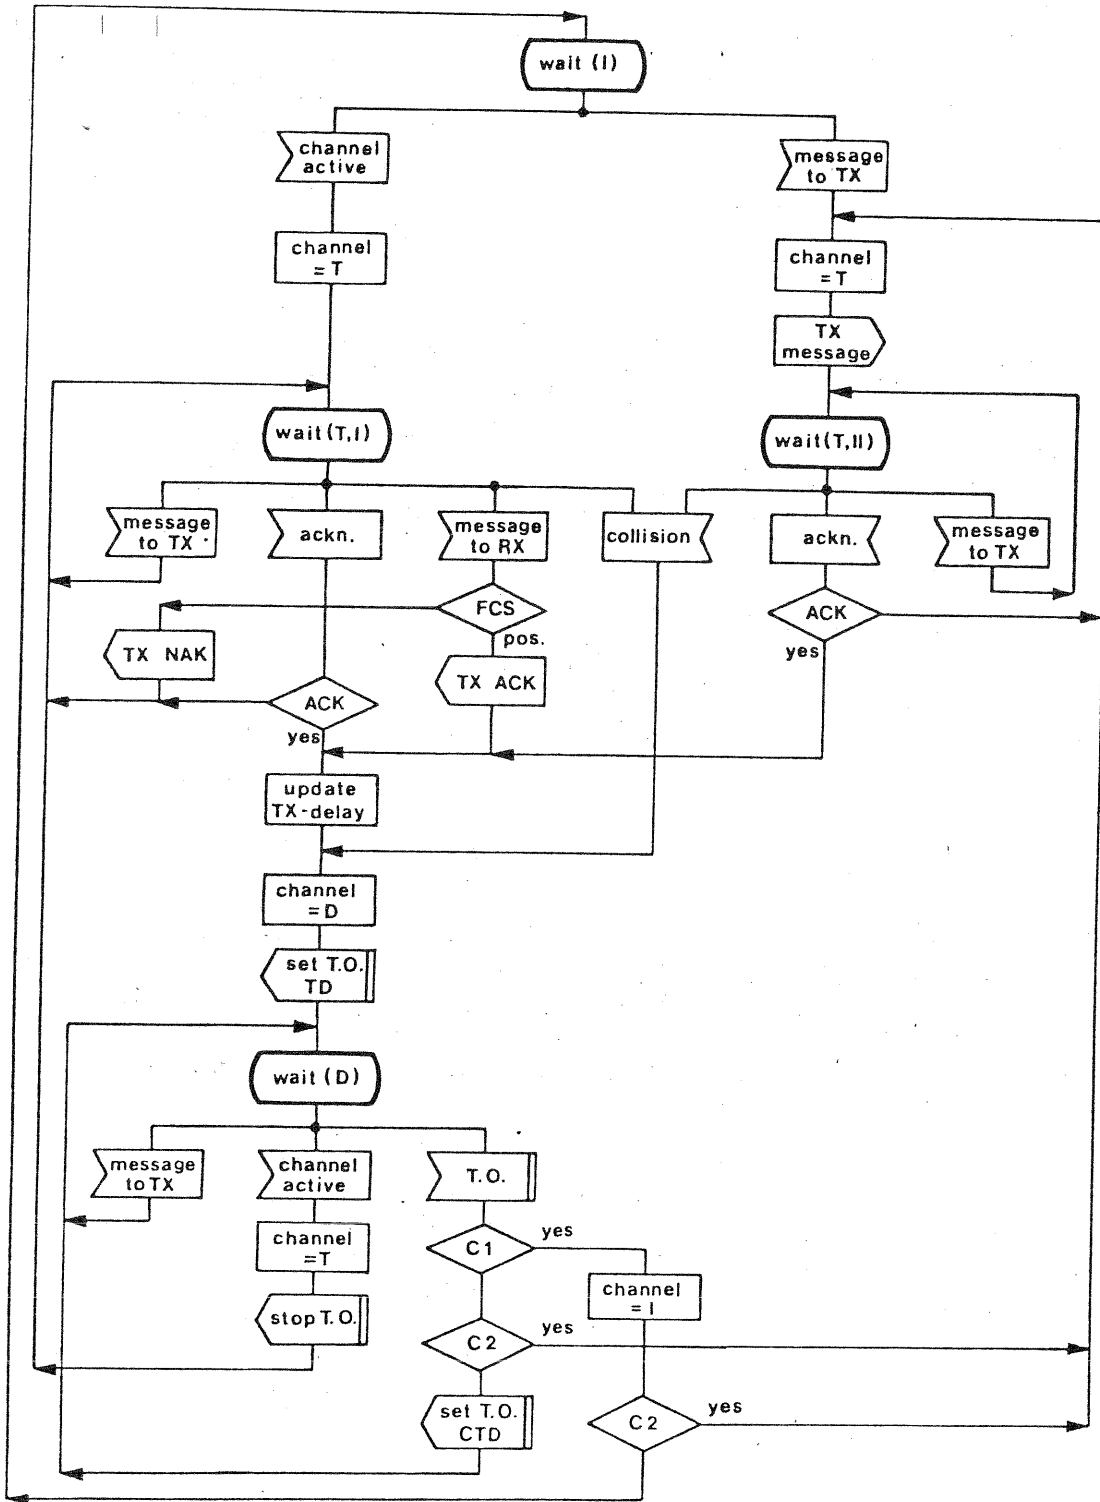 wait (I)
channel
active
message
to TX
channel
= T
channel
= T
TX
message
wait(T,I)
wait(T,II)
message
to TX
ackn.
message
to RX
collision
ackn.
message
to TX
FCS
pos.
ACK
yes
TX NAK
TX ACK
ACK
yes
update
TX-delay
channel
= D
set T.O.
TD
wait (D)
message
to TX
channel
active
T.O.
channel
=T
C1
yes
channel
= I
stop T.O.
C2
yes
set T.O.
CTD
C2
yes